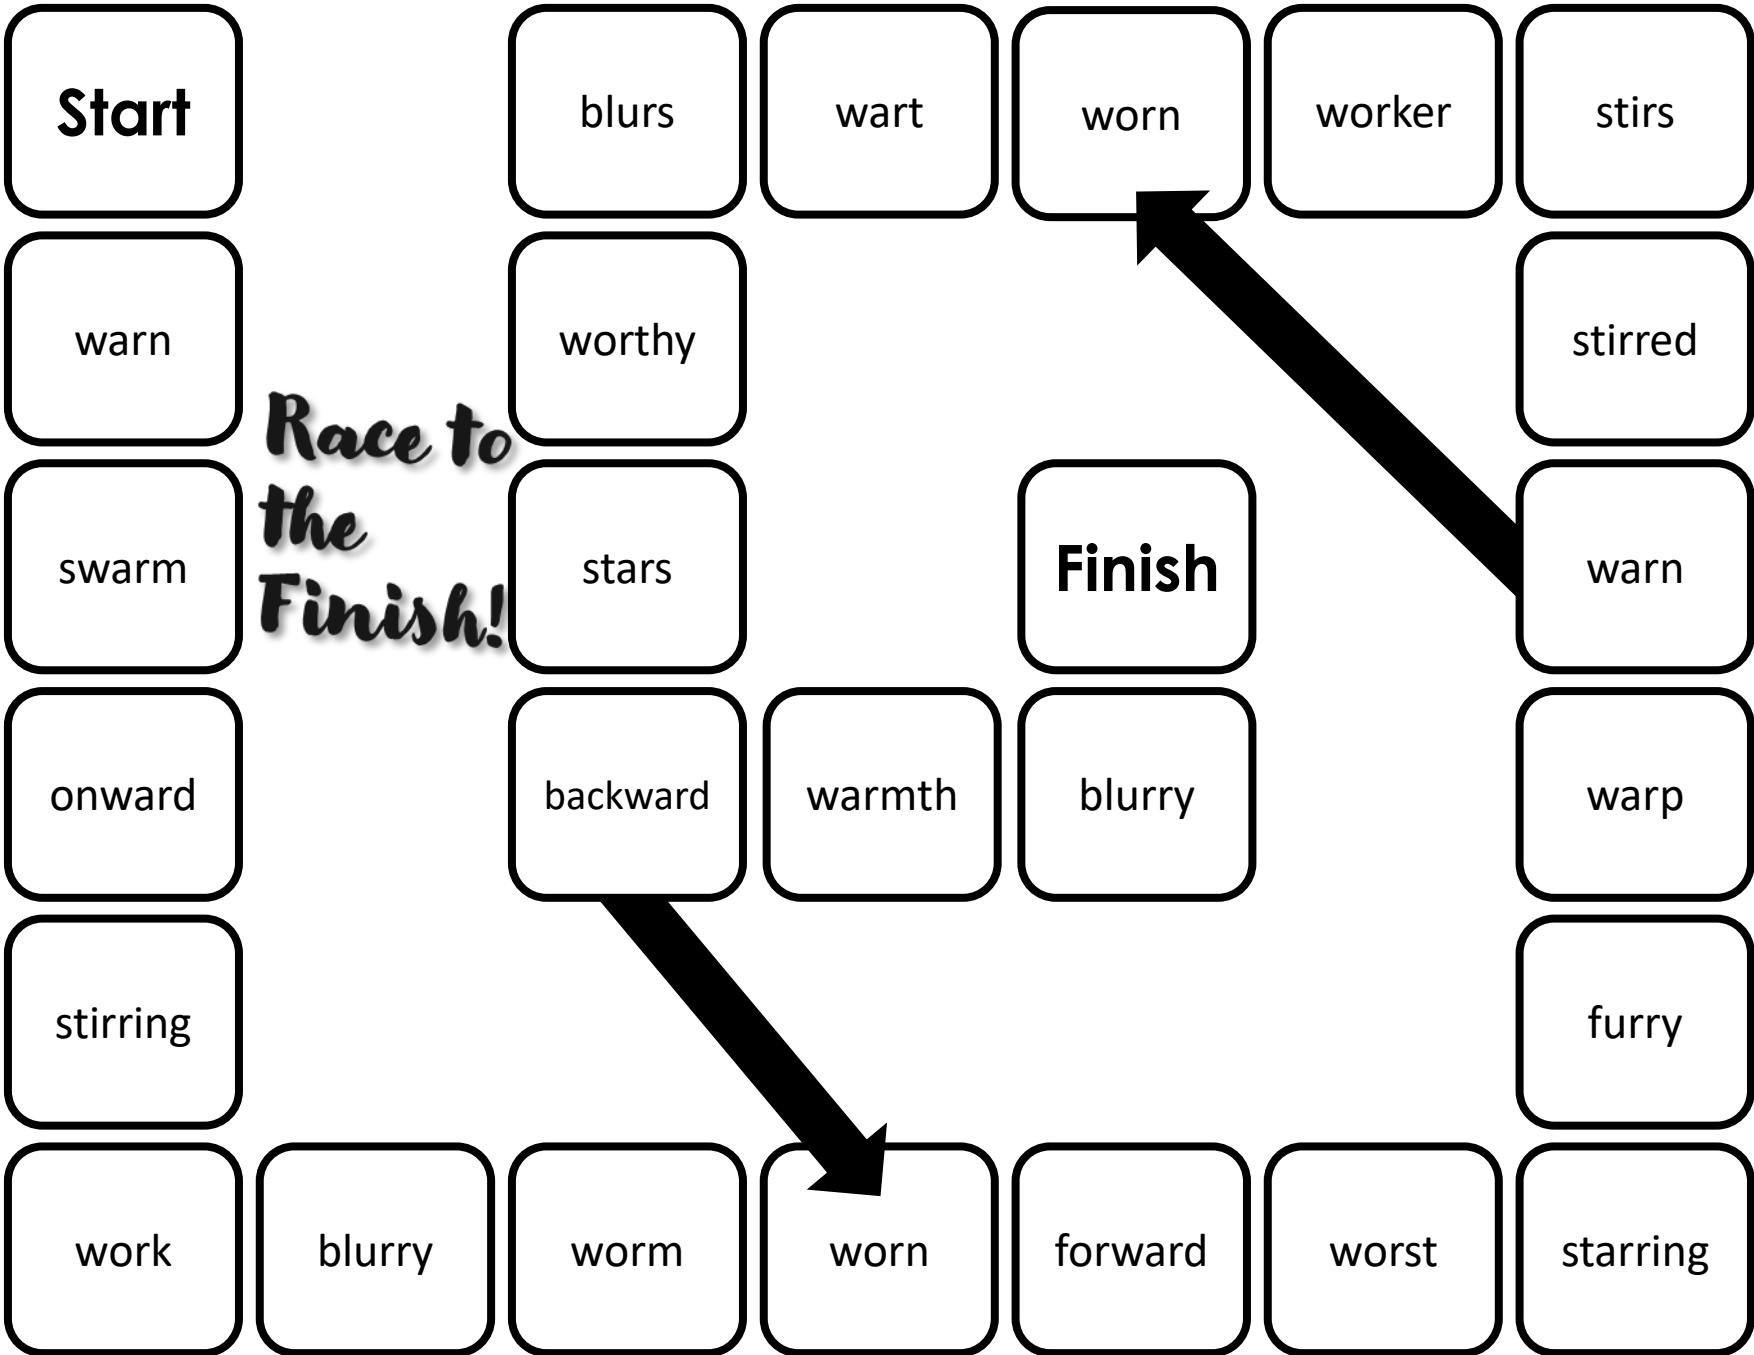 Start
blurs
wart
worn
worker
stirs
warn
worthy
stirred
Race to
the
Finish!
swarm
stars
Finish
warn
onward
backward
warmth
blurry
warp
stirring
furry
work
blurry
worm
worn
forward
worst
starring